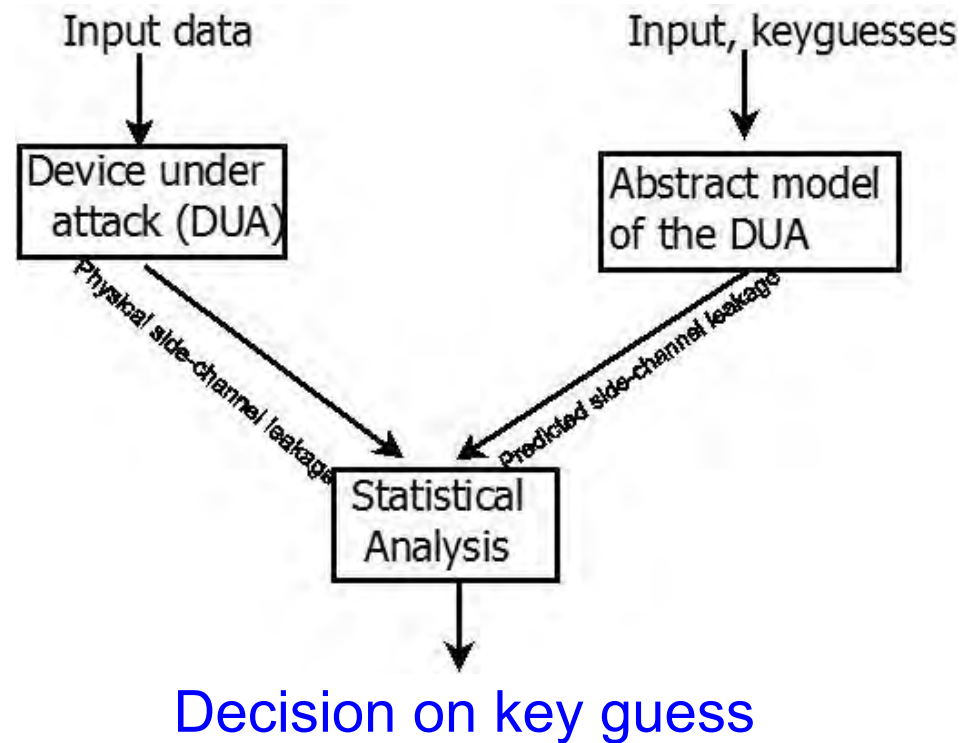 Input data
Input, keyguesses
Device under
attack (DUA)
Abstract model
of the DUA
Physical side-channel leakage
Predicted side-channel leakage
Statistical
Analysis
Decision on key guess